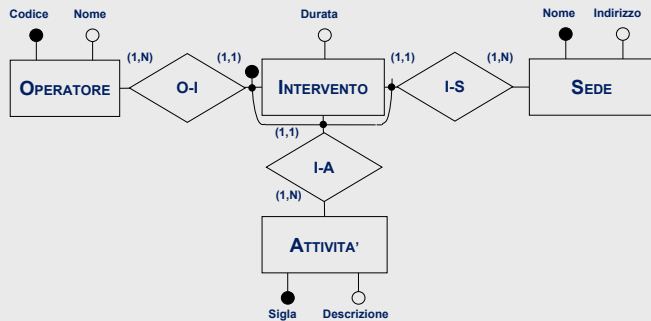 Codice Nome
Durata
Nome Indirizzo
(1,N) (1,1) (1,1) (1,N)
OPERATORE O-I INTERVENTO I-S SEDE
(1,1)
I-A
(1,N)
ATTIVITA'
Sigla Descrizione